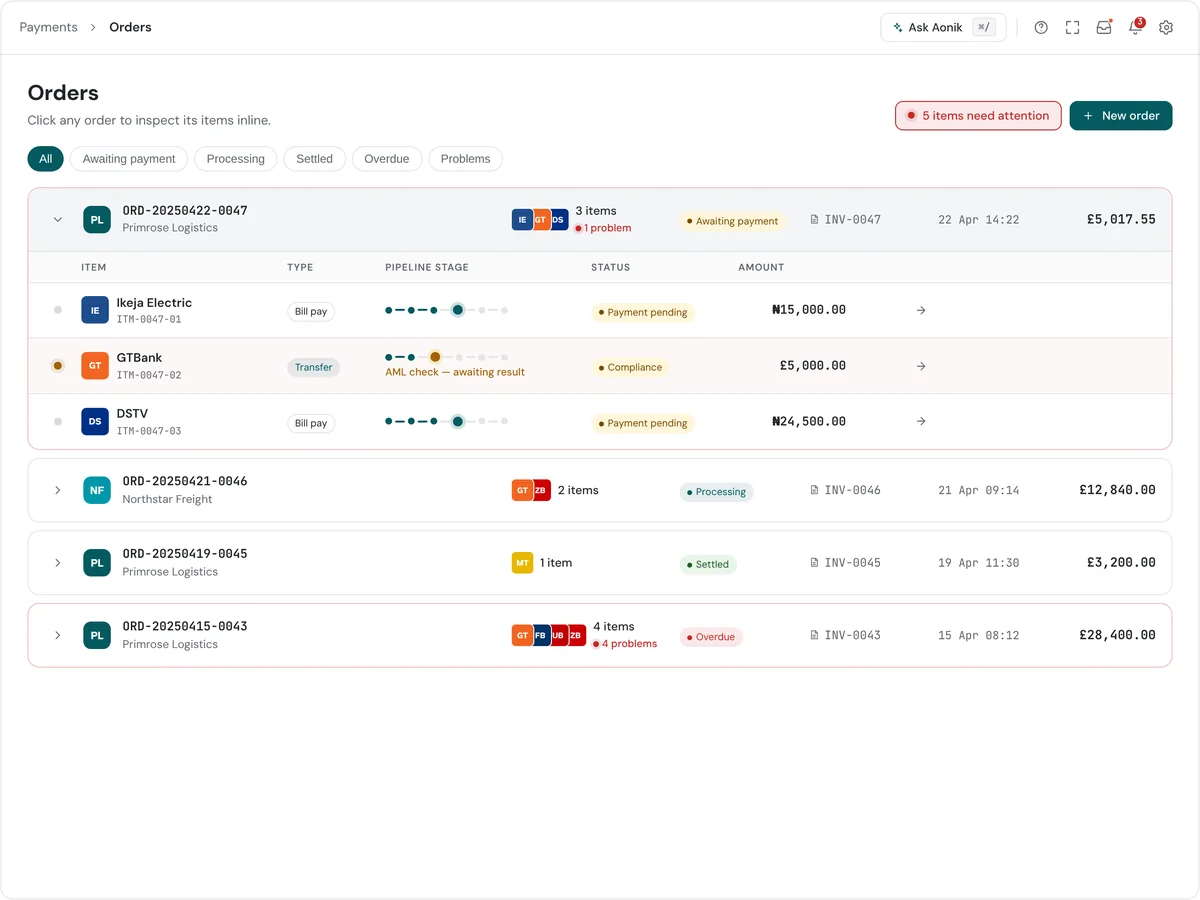 Payments > Orders
Ask Aonik ⌘/
3
Orders
Click any order to inspect its items inline.
5 items need attention
+ New order
All Awaiting payment Processing Settled Overdue Problems
PL ORD-20250422-0047 Primrose Logistics IE GT DS 3 items 1 problem Awaiting payment INV-0047 22 Apr 14:22 £5,017.55
ITEM TYPE PIPELINE STAGE STATUS AMOUNT
IE Ikeja Electric ITM-0047-01 Bill pay Payment pending ₦15,000.00 →
GT GTBank ITM-0047-02 Transfer AML check — awaiting result Compliance £5,000.00 →
DS DSTV ITM-0047-03 Bill pay Payment pending ₦24,500.00 →
NF ORD-20250421-0046 Northstar Freight GT ZB 2 items Processing INV-0046 21 Apr 09:14 £12,840.00
PL ORD-20250419-0045 Primrose Logistics MT 1 item Settled INV-0045 19 Apr 11:30 £3,200.00
PL ORD-20250415-0043 Primrose Logistics GT FB UB ZB 4 items 4 problems Overdue INV-0043 15 Apr 08:12 £28,400.00